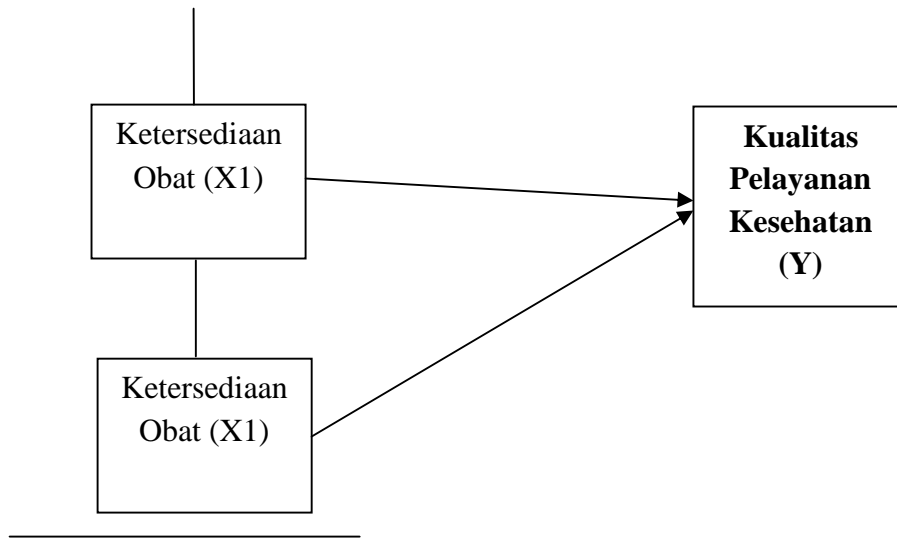 Ketersediaan
Obat (X1)
Kualitas
Pelayanan
Kesehatan
(Y)
Ketersediaan
Obat (X1)